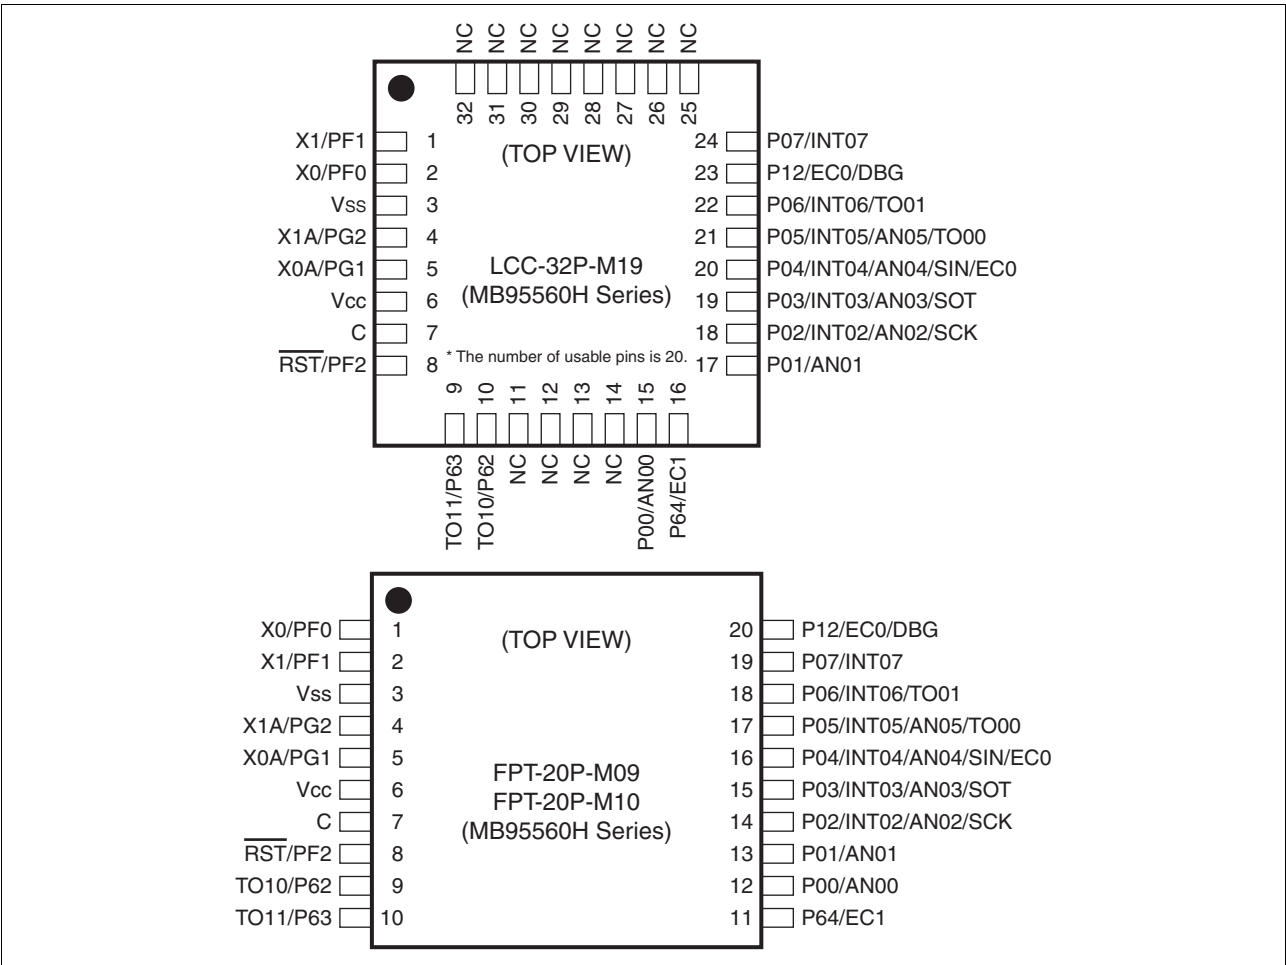 NC NC NC NC NC NC NC NC
32 31 30 29 28 27 26 25
(TOP VIEW)
X1/PF1 1
X0/PF0 2
Vss 3
X1A/PG2 4
X0A/PG1 5
Vcc 6
C 7
RST/PF2 8
24 P07/INT07
23 P12/EC0/DBG
22 P06/INT06/TO01
21 P05/INT05/AN05/TO00
20 P04/INT04/AN04/SIN/EC0
19 P03/INT03/AN03/SOT
18 P02/INT02/AN02/SCK
17 P01/AN01
LCC-32P-M19
(MB95560H Series)
* The number of usable pins is 20.
9 10 11 12 13 14 15 16
TO11/P63 TO10/P62 NC NC NC NC P00/AN00 P64/EC1
(TOP VIEW)
X0/PF0 1
X1/PF1 2
Vss 3
X1A/PG2 4
X0A/PG1 5
Vcc 6
C 7
RST/PF2 8
TO10/P62 9
TO11/P63 10
20 P12/EC0/DBG
19 P07/INT07
18 P06/INT06/TO01
17 P05/INT05/AN05/TO00
16 P04/INT04/AN04/SIN/EC0
15 P03/INT03/AN03/SOT
14 P02/INT02/AN02/SCK
13 P01/AN01
12 P00/AN00
11 P64/EC1
FPT-20P-M09
FPT-20P-M10
(MB95560H Series)